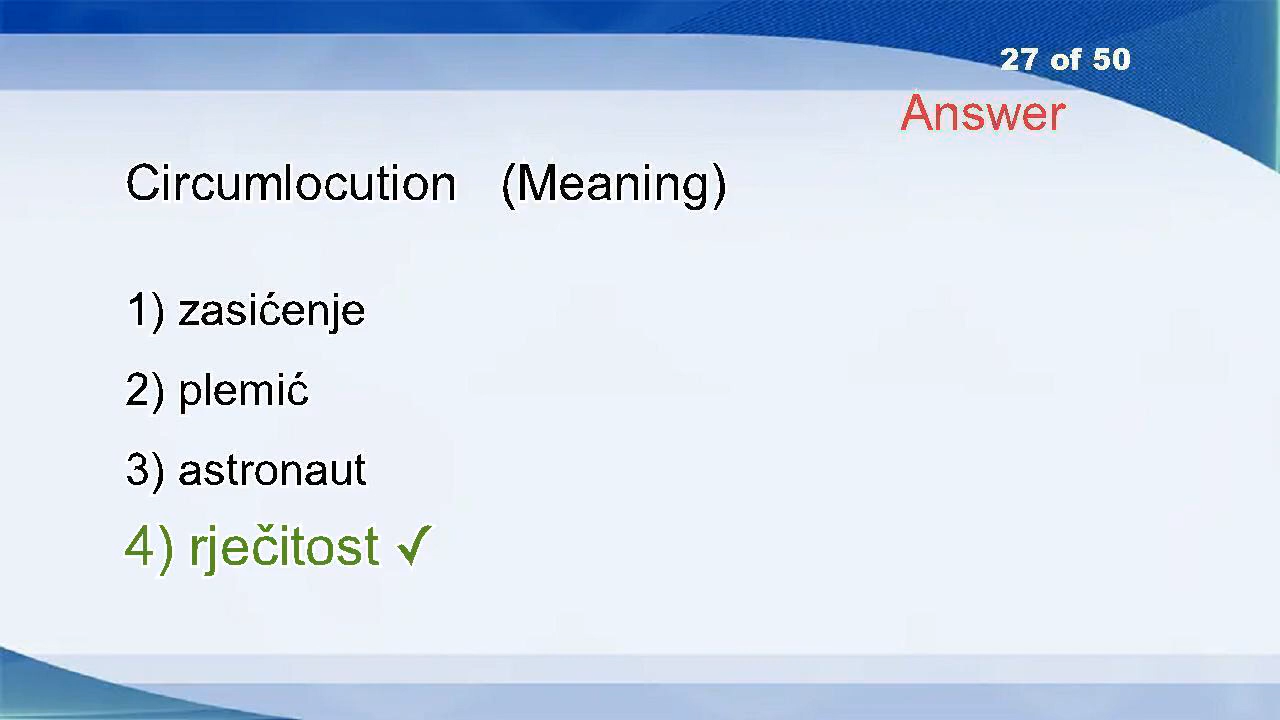 27 of 50
Answer
Circumlocution (Meaning)
1) zasićenje
2) plemić
3) astronaut
4) rječitost ✓